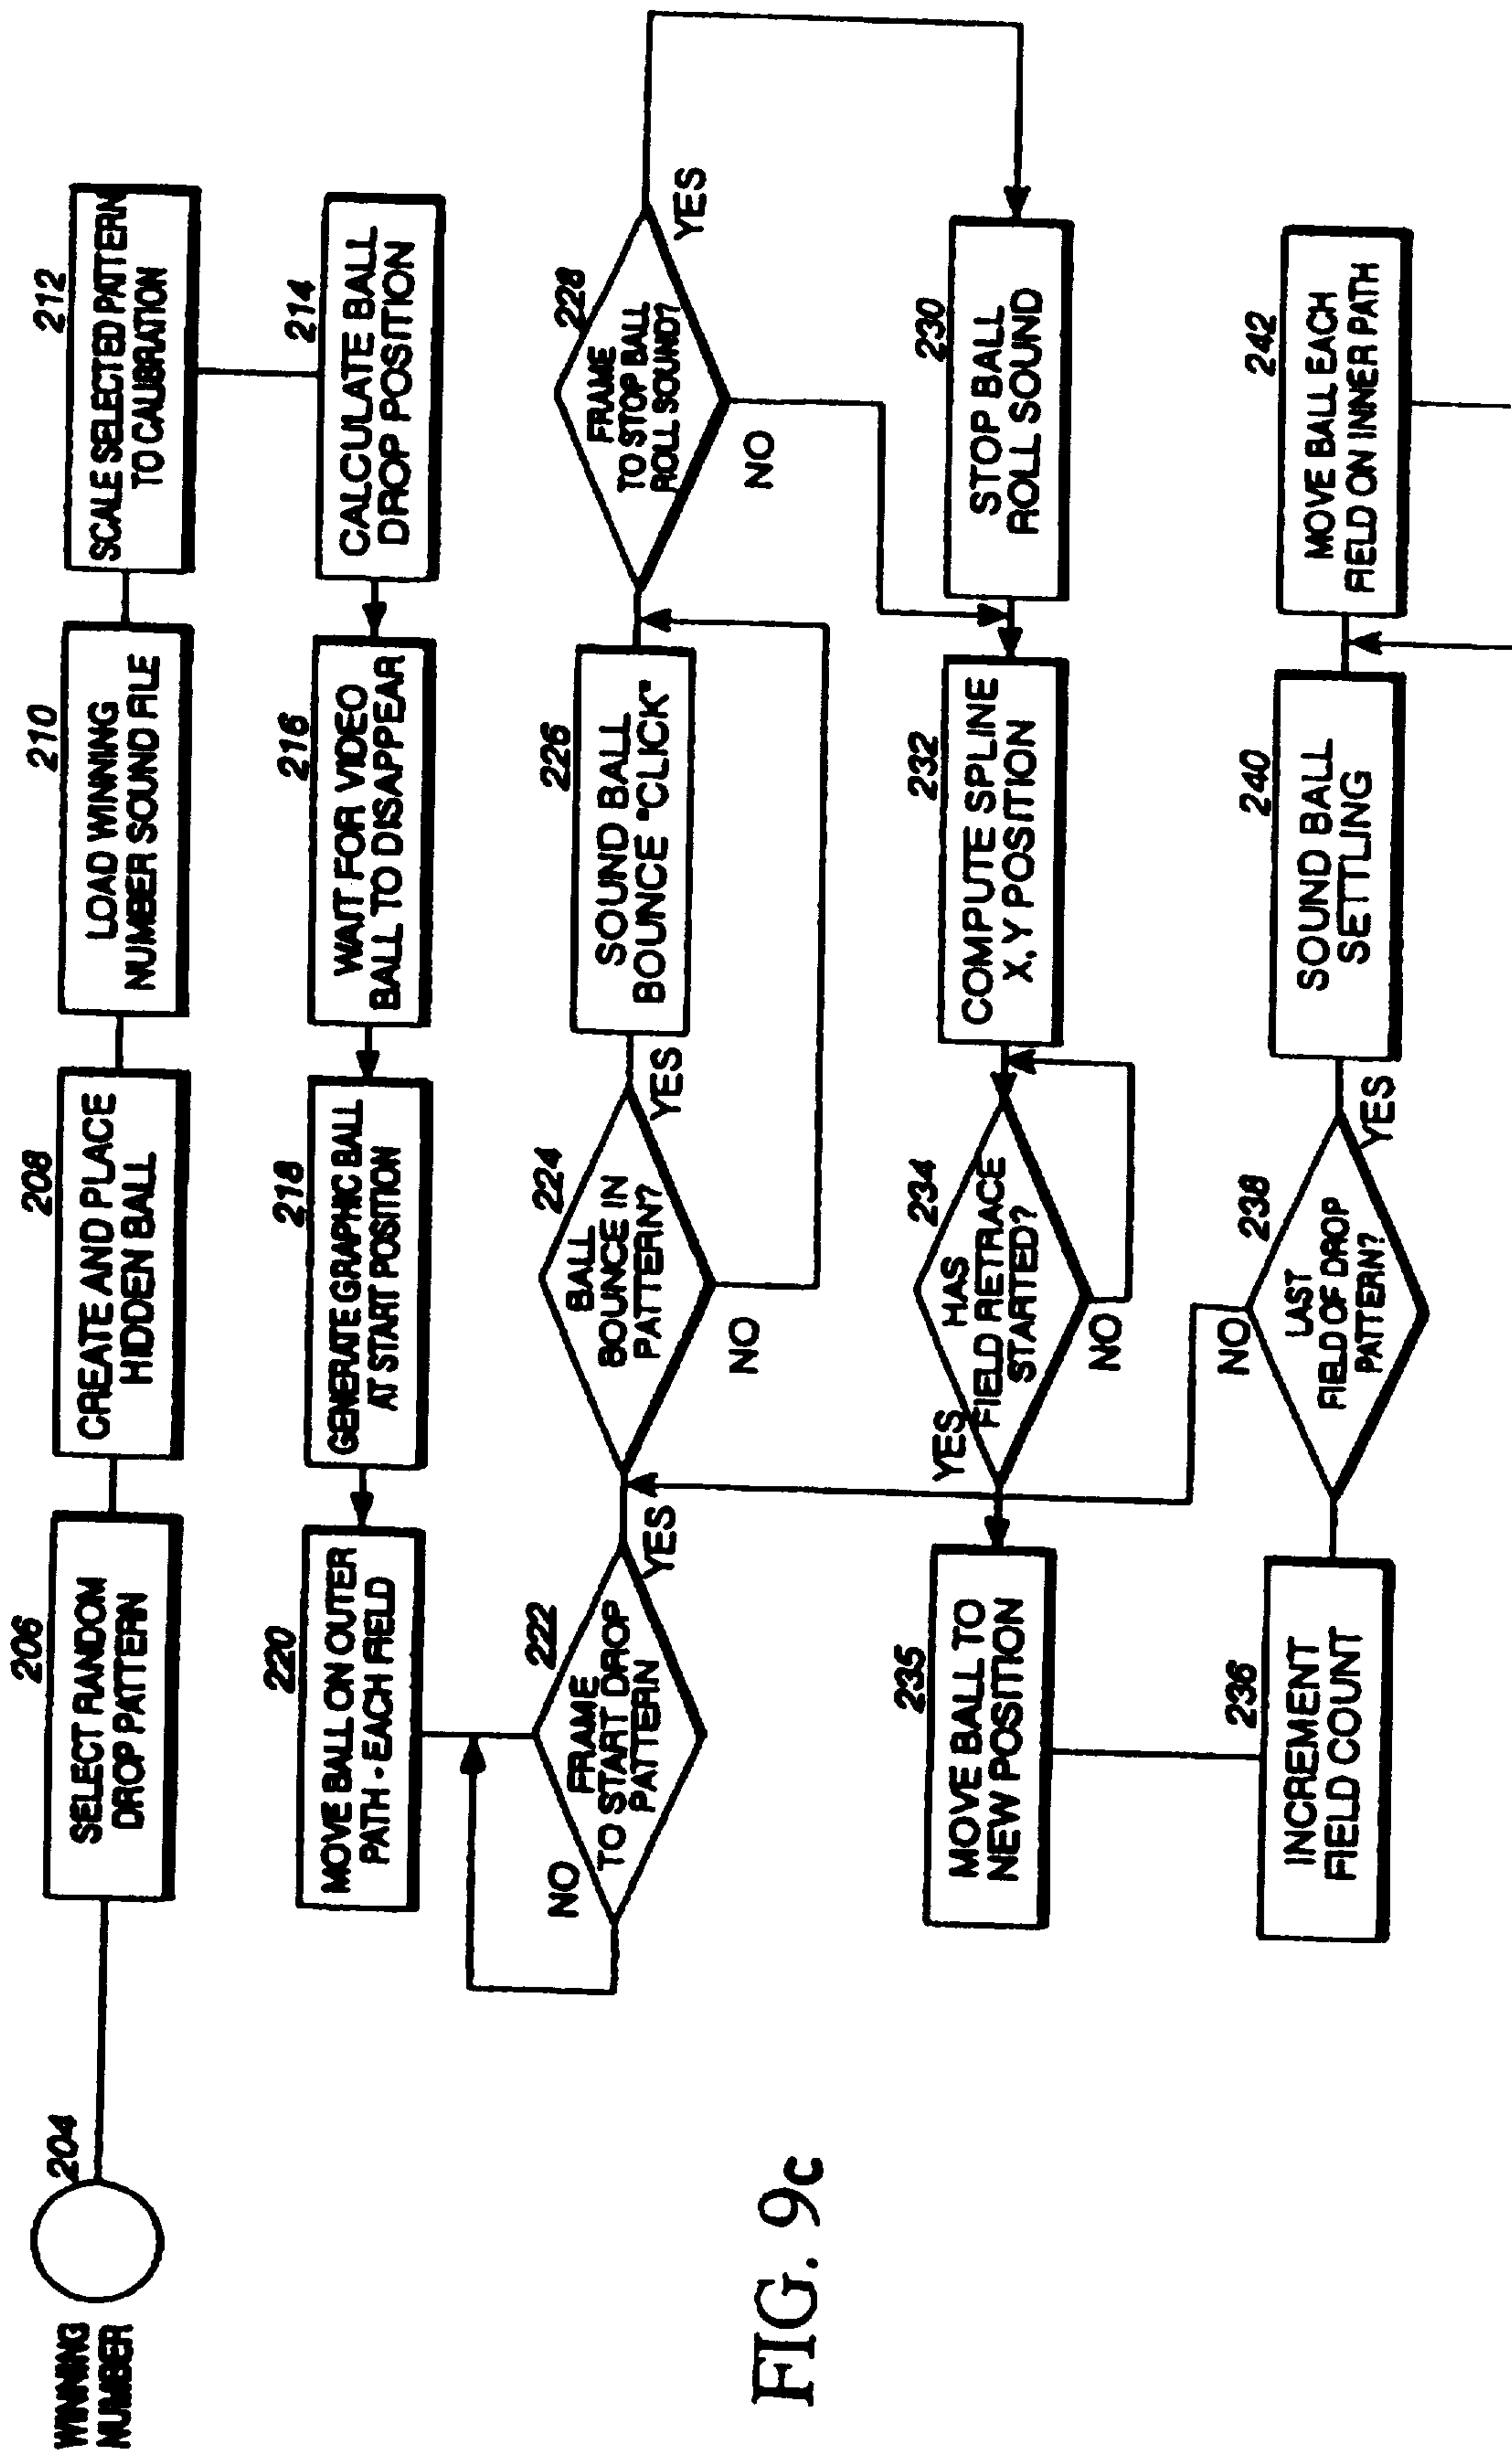 WINNING
NUMBER
204
206
SELECT RANDOM
DROP PATTERN
208
CREATE AND PLACE
HIDDEN BALL
210
LOAD WINNING
NUMBER SOUND FILE
212
SCALE SELECTED PATTERN
TO CALIBRATION
214
CALCULATE BALL
DROP POSITION
216
WAIT FOR VIDEO
BALL TO DISAPPEAR
218
GENERATE GRAPHIC BALL
AT START POSITION
220
MOVE BALL ON OUTER
PATH - EACH FIELD
222
FRAME
TO START DROP
PATTERN
NO
YES
224
BALL
BOUNCE IN
PATTERN?
YES
NO
226
SOUND BALL
BOUNCE "CLICK"
228
FRAME
TO STOP BALL
ROLL SOUND?
YES
NO
230
STOP BALL
ROLL SOUND
232
COMPUTE SPLINE
X, Y POSITION
234
HAS
FIELD RETRACE
STARTED?
YES
NO
235
MOVE BALL TO
NEW POSITION
236
INCREMENT
FIELD COUNT
238
LAST
FIELD OF DROP
PATTERN?
NO
YES
240
SOUND BALL
SETTLING
242
MOVE BALL EACH
FIELD ON INNER PATH
FIG. 9c